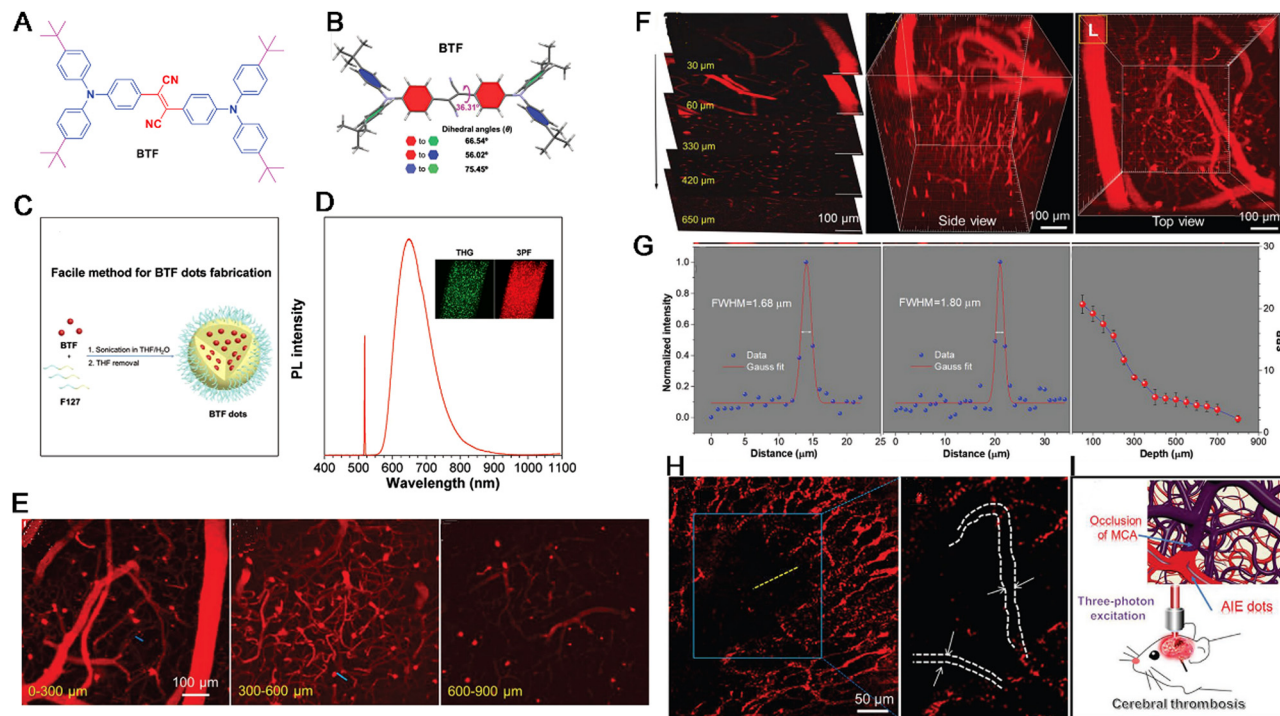 A
CN
N
N
NC
BTF
B
BTF
36.31°
Dihedral angles (θ)
to
66.54°
to
56.02°
to
75.45°
C
Facile method for BTF dots fabrication
BTF
+
F127
1. Sonication in THF/H2O
2. THF removal
BTF dots
D
PL intensity
THG
3PF
400 500 600 700 800 900 1000 1100
Wavelength (nm)
E
0-300 μm
100 μm
300-600 μm
600-900 μm
F
30 μm
60 μm
330 μm
420 μm
650 μm
100 μm
Side view
100 μm
L
Top view
100 μm
G
Normalized intensity
1.0
0.8
0.6
0.4
0.2
0.0
FWHM=1.68 μm
Data
Gauss fit
0 5 10 15 20 25
Distance (μm)
FWHM=1.80 μm
Data
Gauss fit
0 10 20 30
Distance (μm)
30
20
10
0
SBR
100 300 500 700 900
Depth (μm)
H
50 μm
I
Occlusion
of MCA
AIE dots
Three-photon
excitation
Cerebral thrombosis